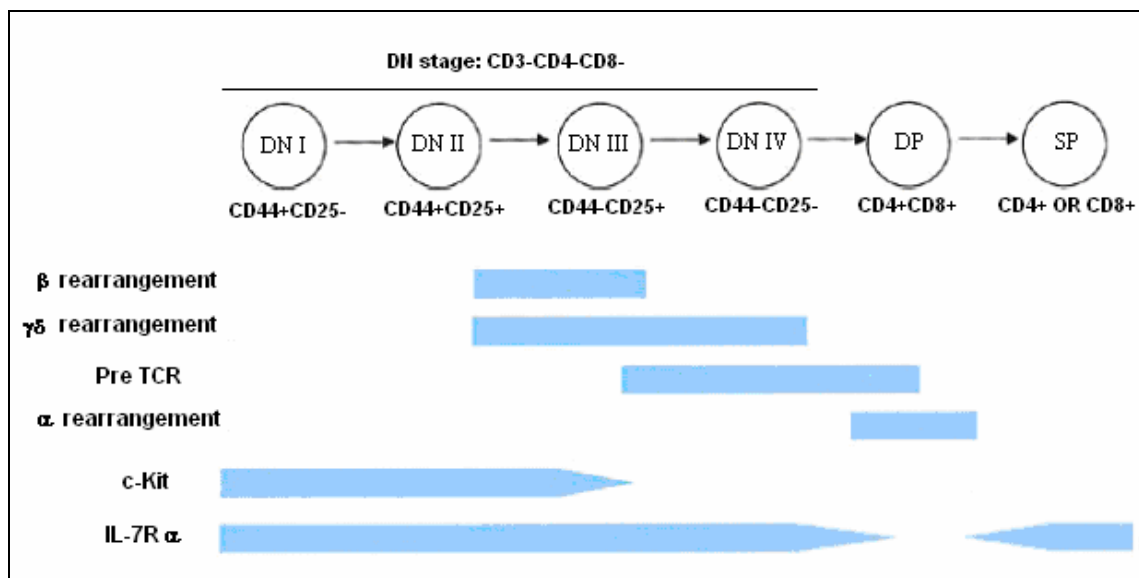 DN stage: CD3-CD4-CD8-
DN I DN II DN III DN IV DP SP
CD44+CD25- CD44+CD25+ CD44-CD25+ CD44-CD25- CD4+CD8+ CD4+ OR CD8+
β rearrangement
γδ rearrangement
Pre TCR
α rearrangement
c-Kit
IL-7R α